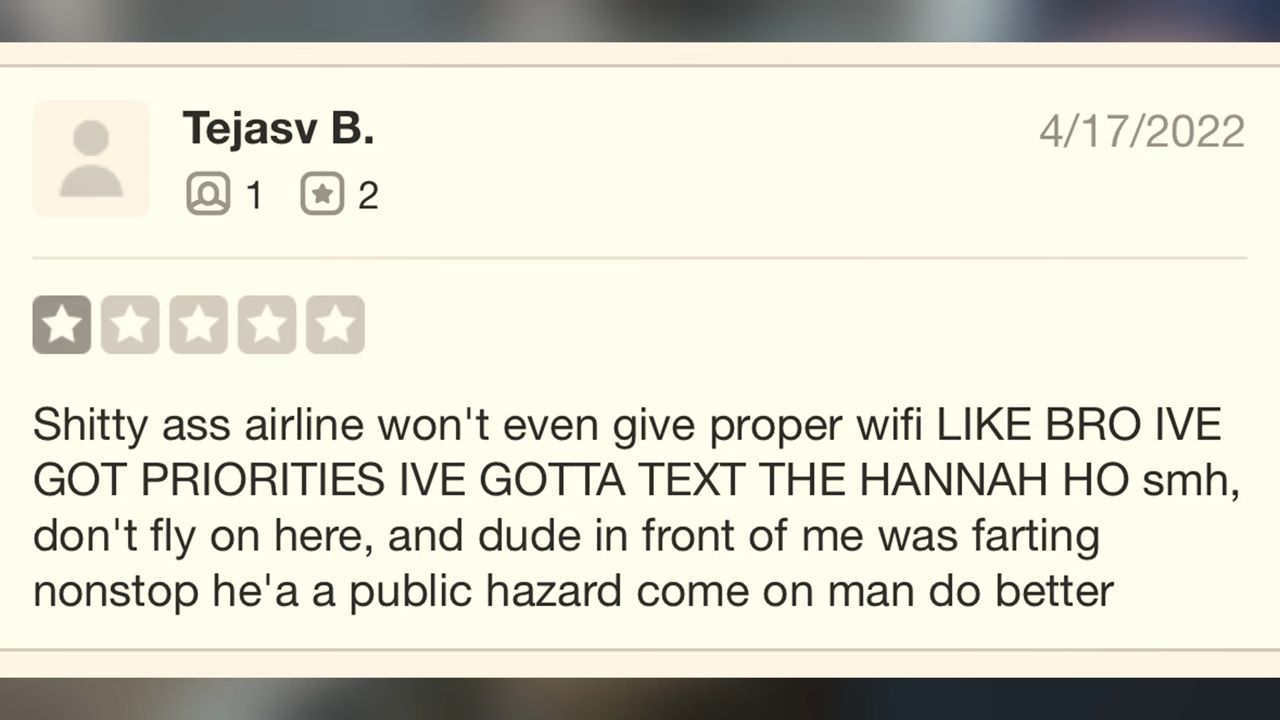 Tejasv B.
4/17/2022
1 2
Shitty ass airline won't even give proper wifi LIKE BRO IVE
GOT PRIORITIES IVE GOTTA TEXT THE HANNAH HO smh,
don't fly on here, and dude in front of me was farting
nonstop he'a a public hazard come on man do better